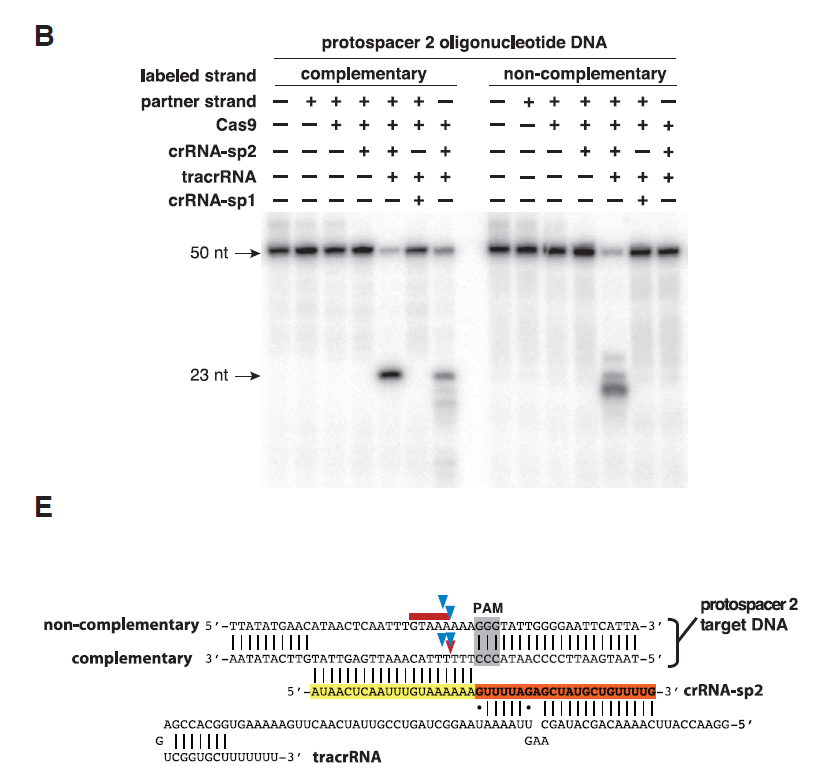 B
protospacer 2 oligonucleotide DNA
labeled strand complementary non-complementary
partner strand — + + + + + — — + + + + + —
Cas9 — — + + + + + — — + + + + +
crRNA-sp2 — — — + + — + — — — + + — +
tracrRNA — — — — + + + — — — — + + +
crRNA-sp1 — — — — — + — — — — — — + —
50 nt →
23 nt →
E
PAM
non-complementary 5′-TTATATGAACATAACTCAATTTGTAAAAAAGGGTATTGGGGAATTCATTA-3′ protospacer 2
target DNA
complementary 3′-AATATACTTGTATTGAGTTAAACATTTTTTCCCATAACCCCTTAAGTAAT-5′
5′-AUAACUCAAUUUGUAAAAAAGUUUUAGAGCUAUGCUGUUUUG-3′ crRNA-sp2
AGCCACGGUGAAAAAGUUCAACUAUUGCCUGAUCGGAAUAAAAUU CGAUACGACAAAACUUACCAAGG-5′
G GAA
UCGGUGCUUUUUUU-3′ tracrRNA